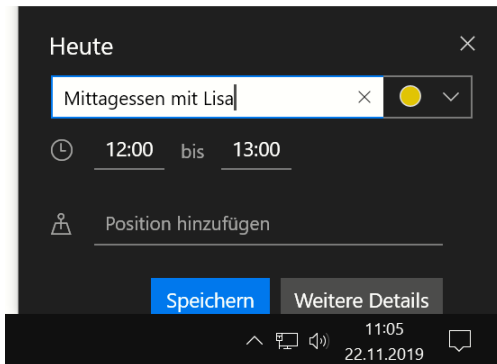 Heute
Mittagessen mit Lisa
12:00 bis 13:00
Position hinzufügen
Speichern Weitere Details
11:05
22.11.2019